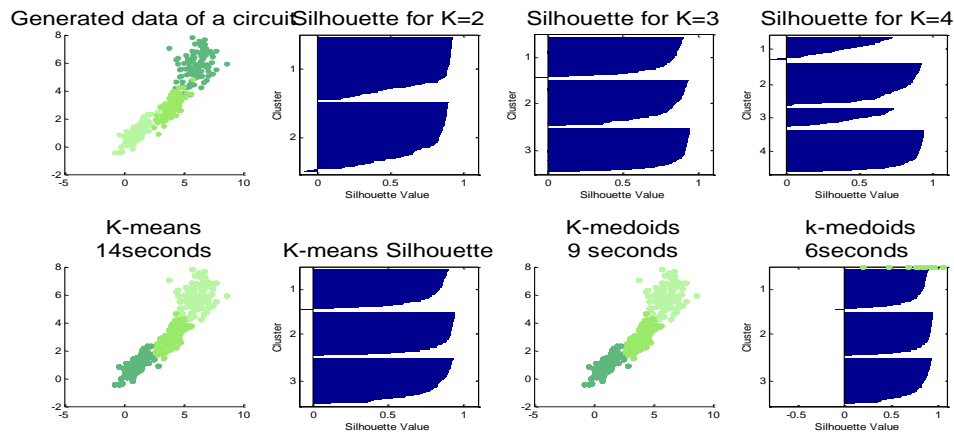 Generated data of a circuit
8
6
4
2
0
-2
-5 0 5 10
Silhouette for K=2
Cluster
1
2
0 0.5 1
Silhouette Value
Silhouette for K=3
Cluster
1
2
3
0 0.5 1
Silhouette Value
Silhouette for K=4
Cluster
1
2
3
4
0 0.5 1
Silhouette Value
K-means
14seconds
8
6
4
2
0
-2
-5 0 5 10
K-means Silhouette
Cluster
1
2
3
0 0.5 1
Silhouette Value
K-medoids
9 seconds
8
6
4
2
0
-2
-5 0 5 10
k-medoids
6seconds
Cluster
1
2
3
-0.5 0 0.5 1
Silhouette Value